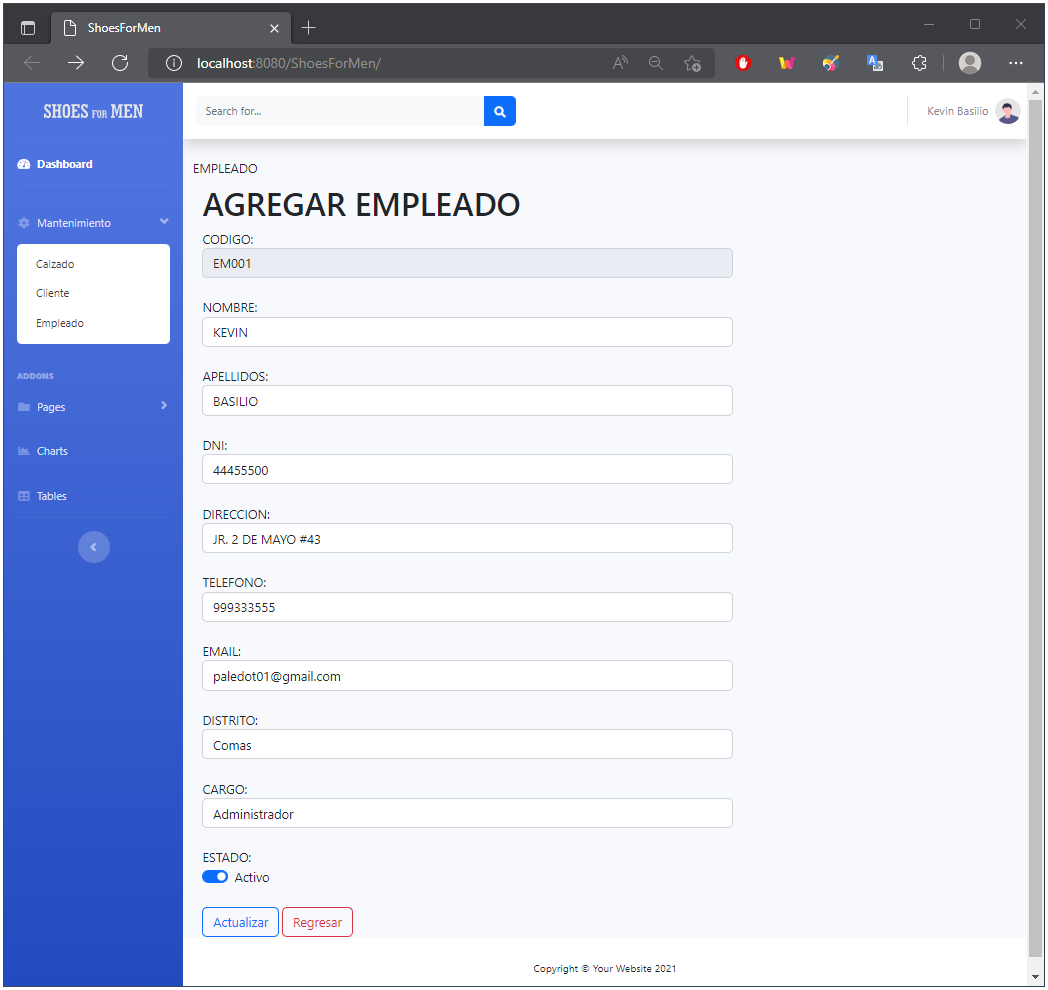 ShoesForMen
localhost:8080/ShoesForMen/
SHOES FOR MEN
Search for...
Kevin Basilio
Dashboard
Mantenimiento
Calzado
Cliente
Empleado
ADDONS
Pages
Charts
Tables
EMPLEADO
AGREGAR EMPLEADO
CODIGO:
EM001
NOMBRE:
KEVIN
APELLIDOS:
BASILIO
DNI:
44455500
DIRECCION:
JR. 2 DE MAYO #43
TELEFONO:
999333555
EMAIL:
paledot01@gmail.com
DISTRITO:
Comas
CARGO:
Administrador
ESTADO:
Activo
Actualizar Regresar
Copyright © Your Website 2021